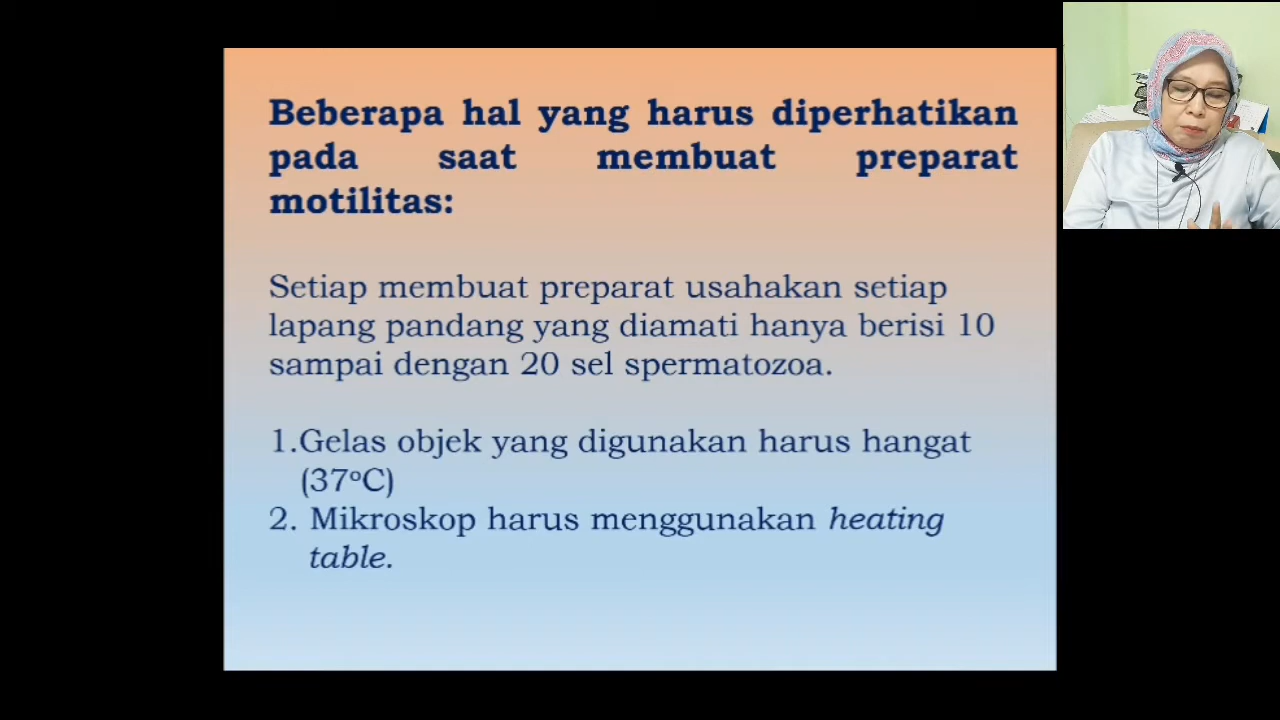 Beberapa hal yang harus diperhatikan
pada saat membuat preparat
motilitas:
Setiap membuat preparat usahakan setiap
lapang pandang yang diamati hanya berisi 10
sampai dengan 20 sel spermatozoa.
1.Gelas objek yang digunakan harus hangat
(37°C)
2. Mikroskop harus menggunakan heating
table.